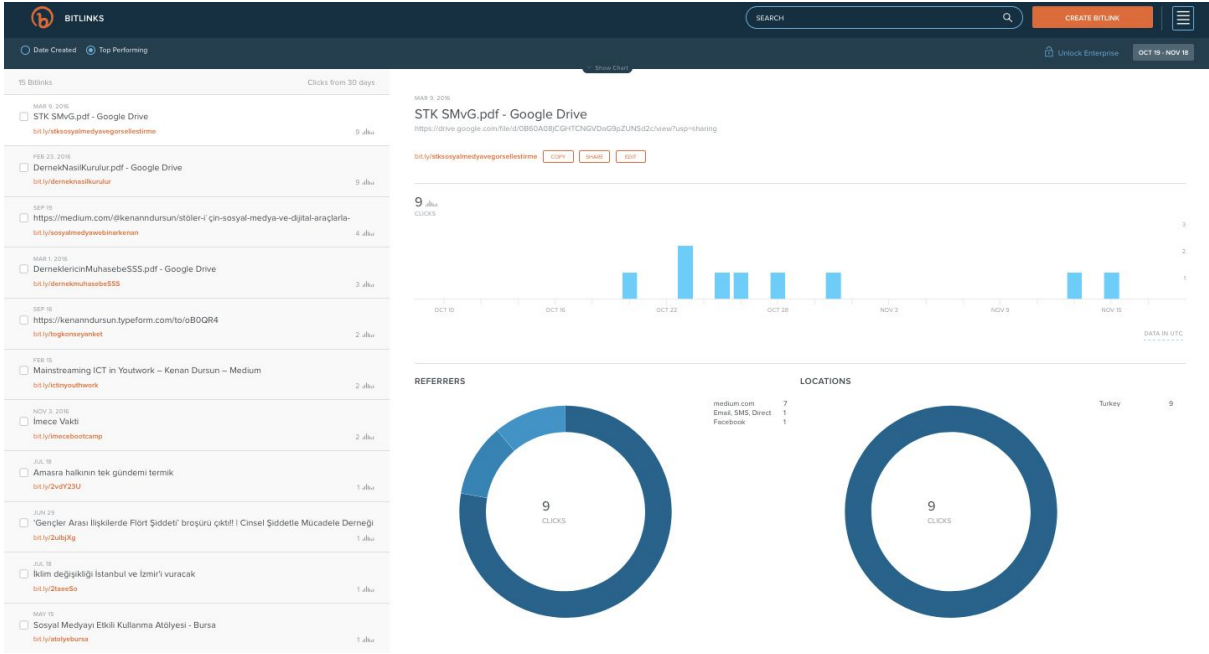 BITLINKS
SEARCH
CREATE BITLINK
Date Created
Top Performing
Unlock Enterprise
OCT 19 - NOV 18
Show Chart
15 Bitlinks
Clicks from 30 days
MAR 9, 2016
STK SMvG.pdf - Google Drive
bit.ly/stksosyalmedyavegorsellestirme
9
FEB 23, 2016
DernekNasilKurulur.pdf - Google Drive
bit.ly/derneknasilkurulur
9
SEP 19
https://medium.com/@kenanndursun/stöler-i̇ çin-sosyal-medya-ve-dijital-araçlarla-
bit.ly/sosyalmedyawebinarkenan
4
MAR 1, 2016
DerneklericinMuhasebeSSS.pdf - Google Drive
bit.ly/dernekmuhasebeSSS
3
SEP 16
https://kenanndursun.typeform.com/to/oB0QR4
bit.ly/togkonseyanket
2
FEB 15
Mainstreaming ICT in Youtwork – Kenan Dursun – Medium
bit.ly/ictinyouthwork
2
NOV 3, 2016
İmece Vakti
bit.ly/imecebootcamp
2
JUL 19
Amasra halkının tek gündemi termik
bit.ly/2vdY23U
1
JUN 29
'Gençler Arası İlişkilerde Flört Şiddeti' broşürü çıktı!! | Cinsel Şiddetle Mücadele Derneği
bit.ly/2ulbjXg
1
JUL 18
İklim değişikliği İstanbul ve İzmir'i vuracak
bit.ly/2taeeSo
1
MAY 15
Sosyal Medyayı Etkili Kullanma Atölyesi - Bursa
bit.ly/atolyebursa
1
MAR 9, 2016
STK SMvG.pdf - Google Drive
https://drive.google.com/file/d/0B60A08jCGHTCNGVDaG9pZUNSd2c/view?usp=sharing
bit.ly/stksosyalmedyavegorsellestirme
COPY
SHARE
EDIT
9
CLICKS
3
2
1
OCT 10
OCT 16
OCT 22
OCT 28
NOV 3
NOV 9
NOV 15
DATA IN UTC
REFERRERS
medium.com 7
Email, SMS, Direct 1
Facebook 1
9
CLICKS
LOCATIONS
Turkey 9
9
CLICKS